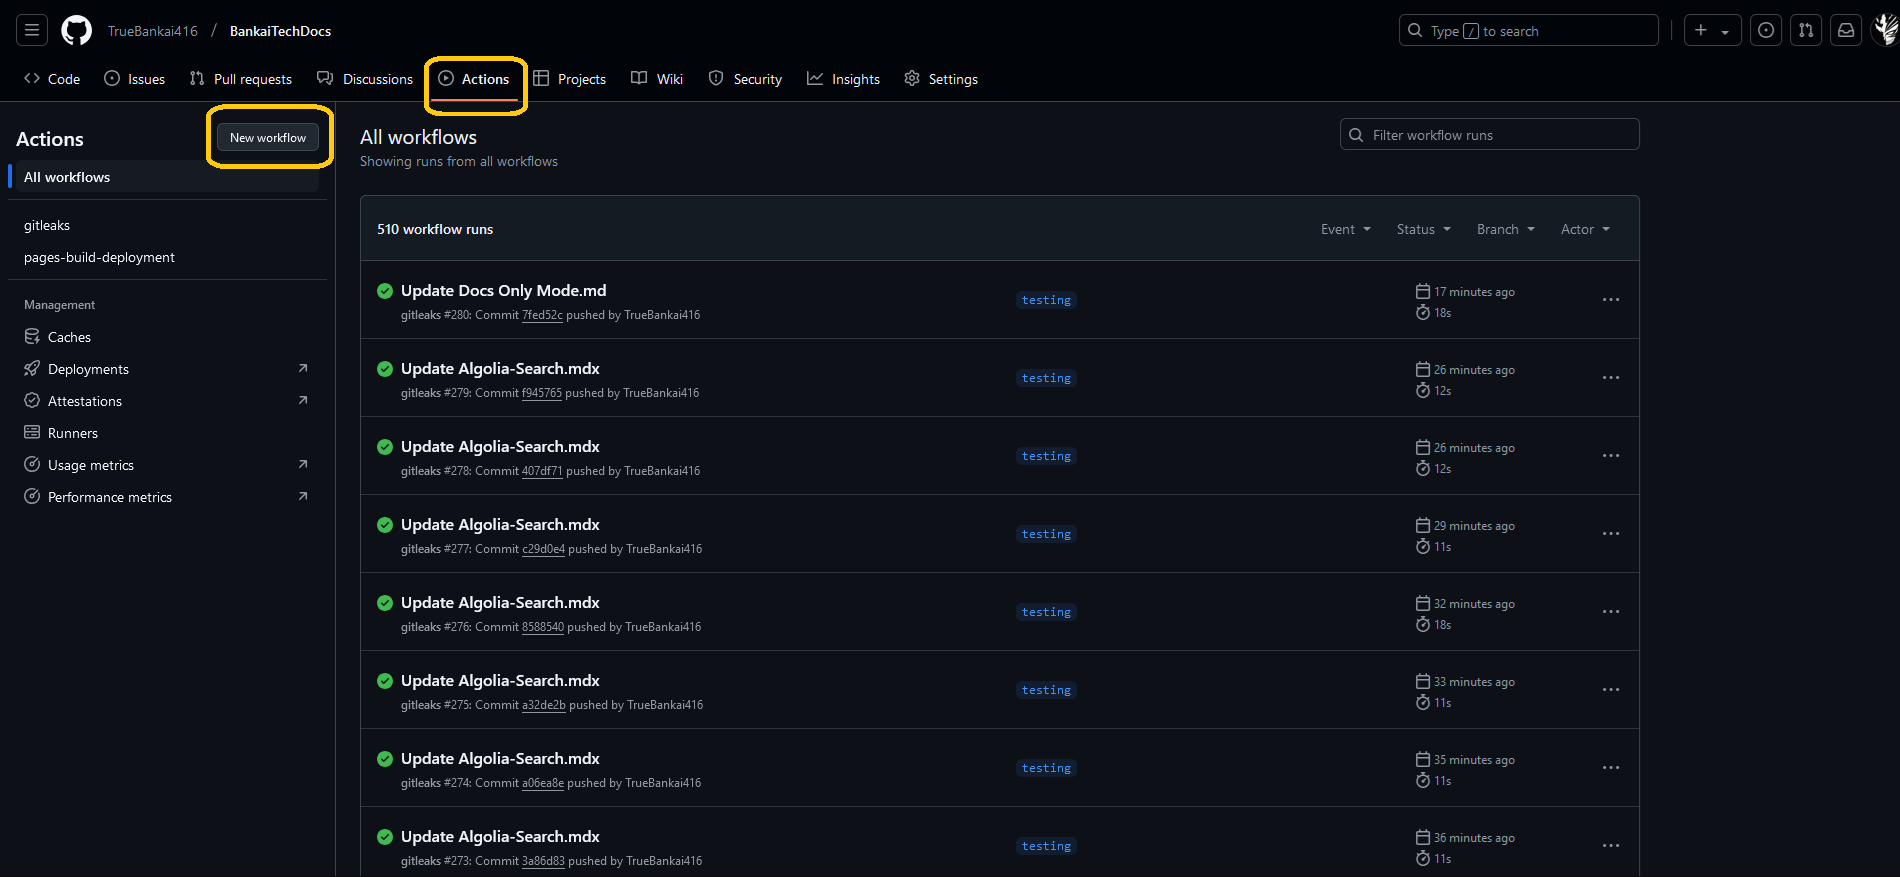 TrueBankai416 / BankaiTechDocs
Type / to search
Code Issues Pull requests Discussions Actions Projects Wiki Security Insights Settings
Actions
New workflow
All workflows
gitleaks
pages-build-deployment
Management
Caches
Deployments
Attestations
Runners
Usage metrics
Performance metrics
All workflows
Showing runs from all workflows
Filter workflow runs
510 workflow runs
Event Status Branch Actor
Update Docs Only Mode.md
gitleaks #280: Commit 7fed52c pushed by TrueBankai416
testing
17 minutes ago
18s
Update Algolia-Search.mdx
gitleaks #279: Commit f945765 pushed by TrueBankai416
testing
26 minutes ago
12s
Update Algolia-Search.mdx
gitleaks #278: Commit 407df71 pushed by TrueBankai416
testing
26 minutes ago
12s
Update Algolia-Search.mdx
gitleaks #277: Commit c29d0e4 pushed by TrueBankai416
testing
29 minutes ago
11s
Update Algolia-Search.mdx
gitleaks #276: Commit 8588540 pushed by TrueBankai416
testing
32 minutes ago
18s
Update Algolia-Search.mdx
gitleaks #275: Commit a32de2b pushed by TrueBankai416
testing
33 minutes ago
11s
Update Algolia-Search.mdx
gitleaks #274: Commit a06ea8e pushed by TrueBankai416
testing
35 minutes ago
11s
Update Algolia-Search.mdx
gitleaks #273: Commit 3a86d83 pushed by TrueBankai416
testing
36 minutes ago
11s